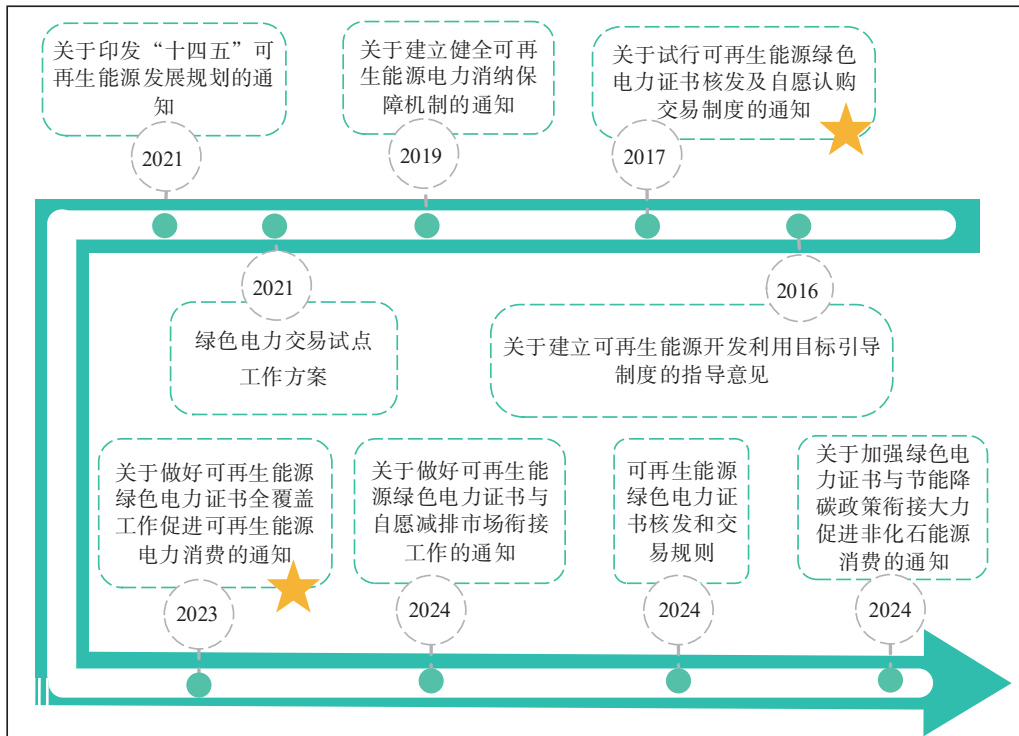 关于印发“十四五”可
再生能源发展规划的通
知
2021
关于建立健全可再
生能源电力消纳保
障机制的通知
2019
关于试行可再生能源绿色
电力证书核发及自愿认购
交易制度的通知
2017
2021
绿色电力交易试点
工作方案
2016
关于建立可再生能源开发利用目标引导
制度的指导意见
关于做好可再生能源
绿色电力证书全覆盖
工作促进可再生能源
电力消费的通知
2023
关于做好可再生能
源绿色电力证书与
自愿减排市场衔接
工作的通知
2024
可再生能源
绿色电力证
书核发和交
易规则
2024
关于加强绿色电
力证书与节能降
碳政策衔接大力
促进非化石能源
消费的通知
2024